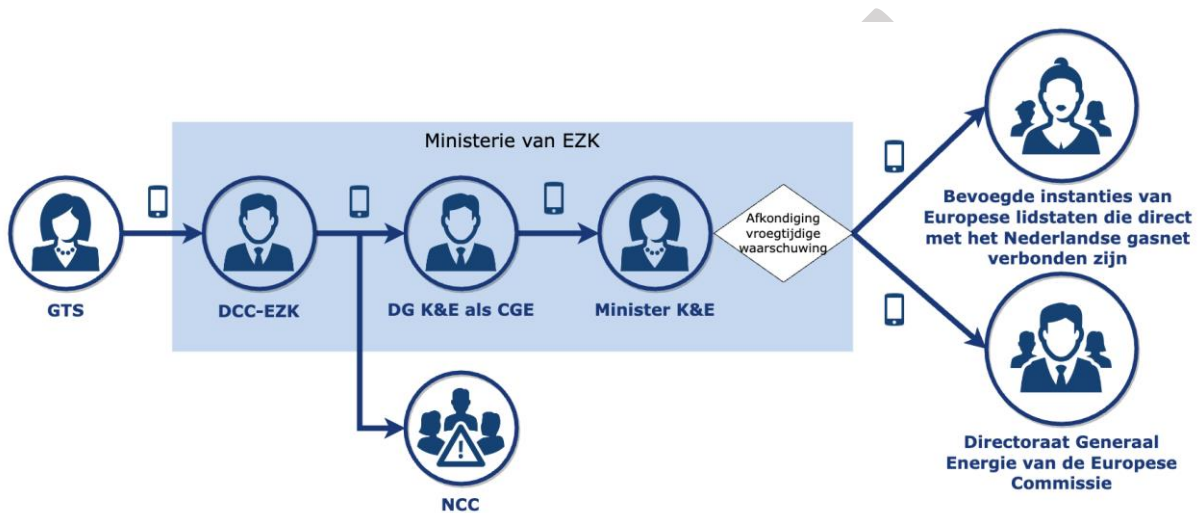 Ministerie van EZK
GTS
DCC-EZK
DG K&E als CGE
Minister K&E
Afkondiging
vroegtijdige
waarschuwing
Bevoegde instanties van
Europese lidstaten die direct
met het Nederlandse gasnet
verbonden zijn
NCC
Directoraat Generaal
Energie van de Europese
Commissie